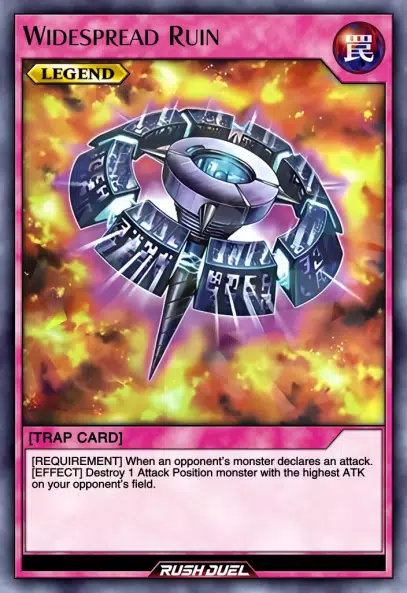 Widespread Ruin
罠
LEGEND
[TRAP CARD]
[REQUIREMENT] When an opponent's monster declares an attack.
[EFFECT] Destroy 1 Attack Position monster with the highest ATK
on your opponent's field.
RUSH DUEL